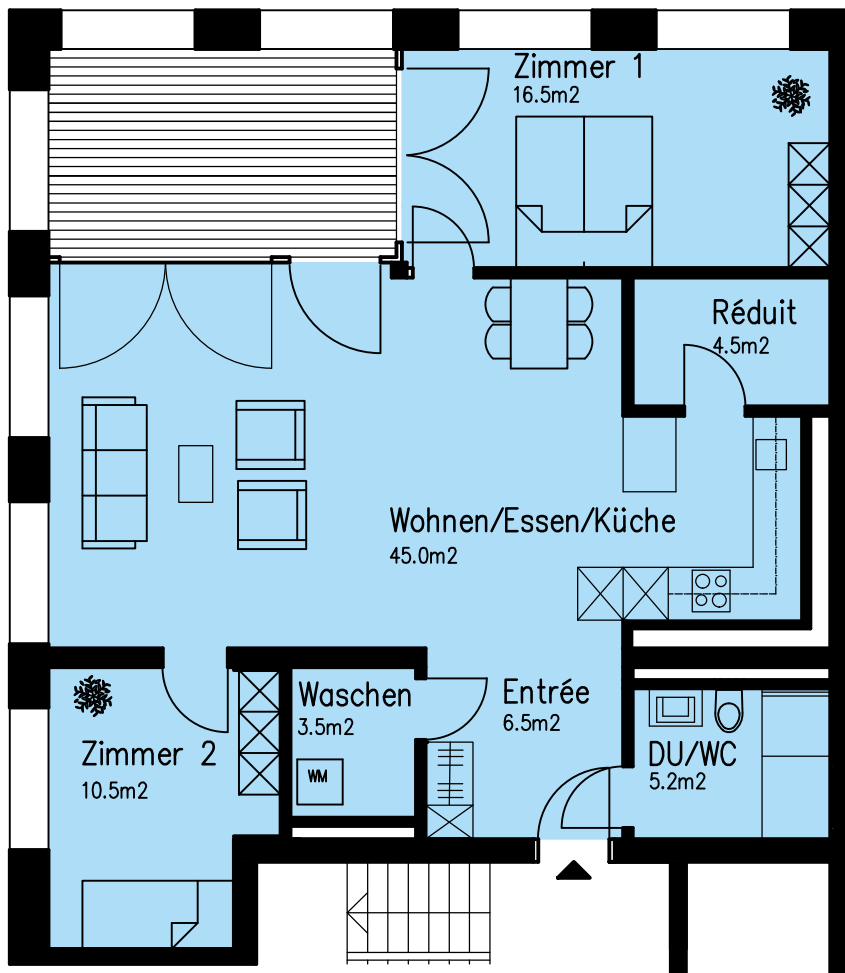 Zimmer 1
16.5m2
Réduit
4.5m2
Wohnen/Essen/Küche
45.0m2
Waschen
3.5m2
WM
Entrée
6.5m2
Zimmer 2
10.5m2
DU/WC
5.2m2